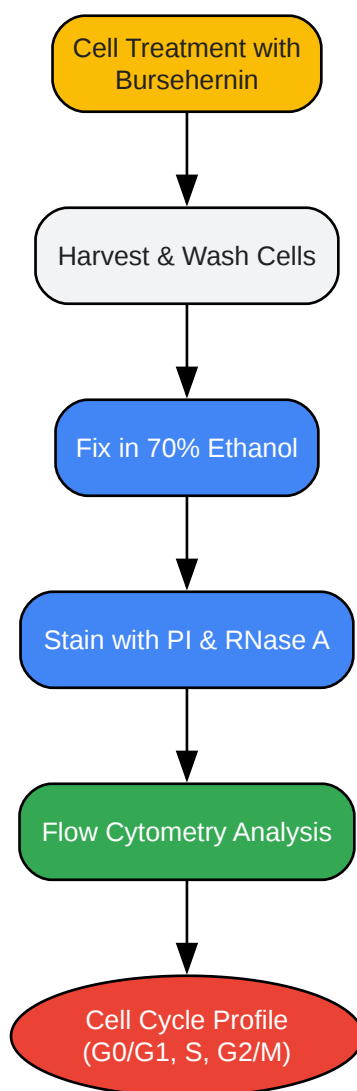 Cell Treatment with
Bursehernin
Harvest & Wash Cells
Fix in 70% Ethanol
Stain with PI & RNase A
Flow Cytometry Analysis
Cell Cycle Profile
(G0/G1, S, G2/M)